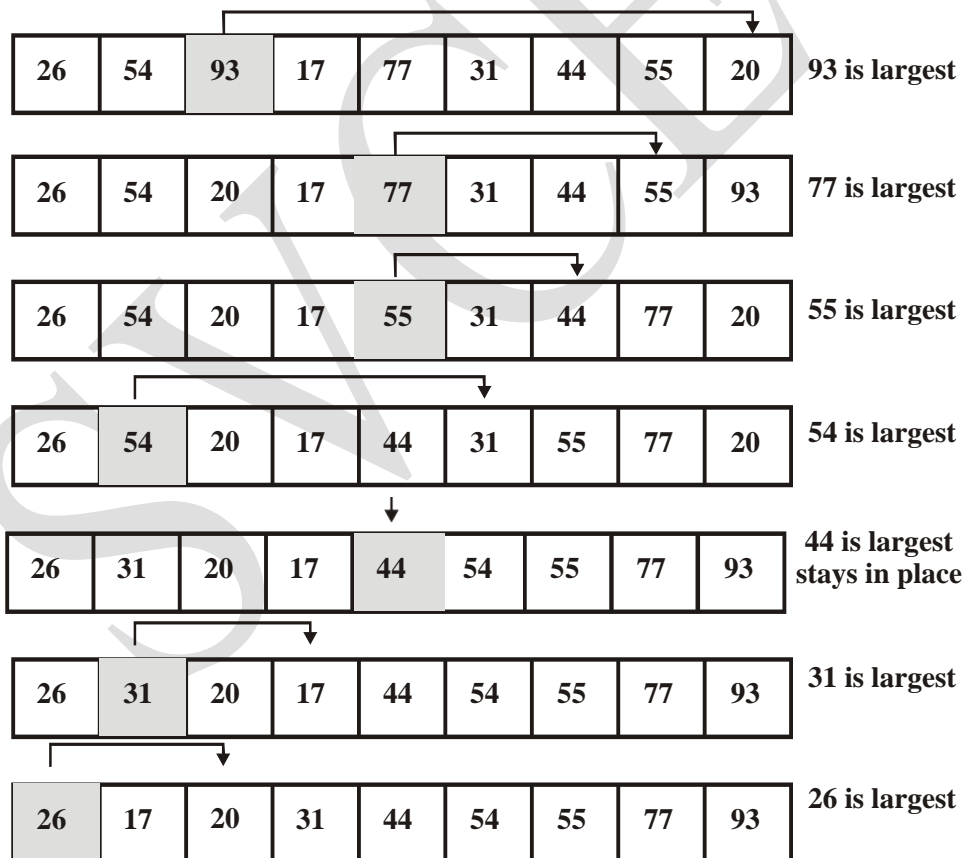 26 54 93 17 77 31 44 55 20 93 is largest
26 54 20 17 77 31 44 55 93 77 is largest
26 54 20 17 55 31 44 77 20 55 is largest
26 54 20 17 44 31 55 77 20 54 is largest
26 31 20 17 44 54 55 77 93 44 is largest
stays in place
26 31 20 17 44 54 55 77 93 31 is largest
26 17 20 31 44 54 55 77 93 26 is largest
SVCE